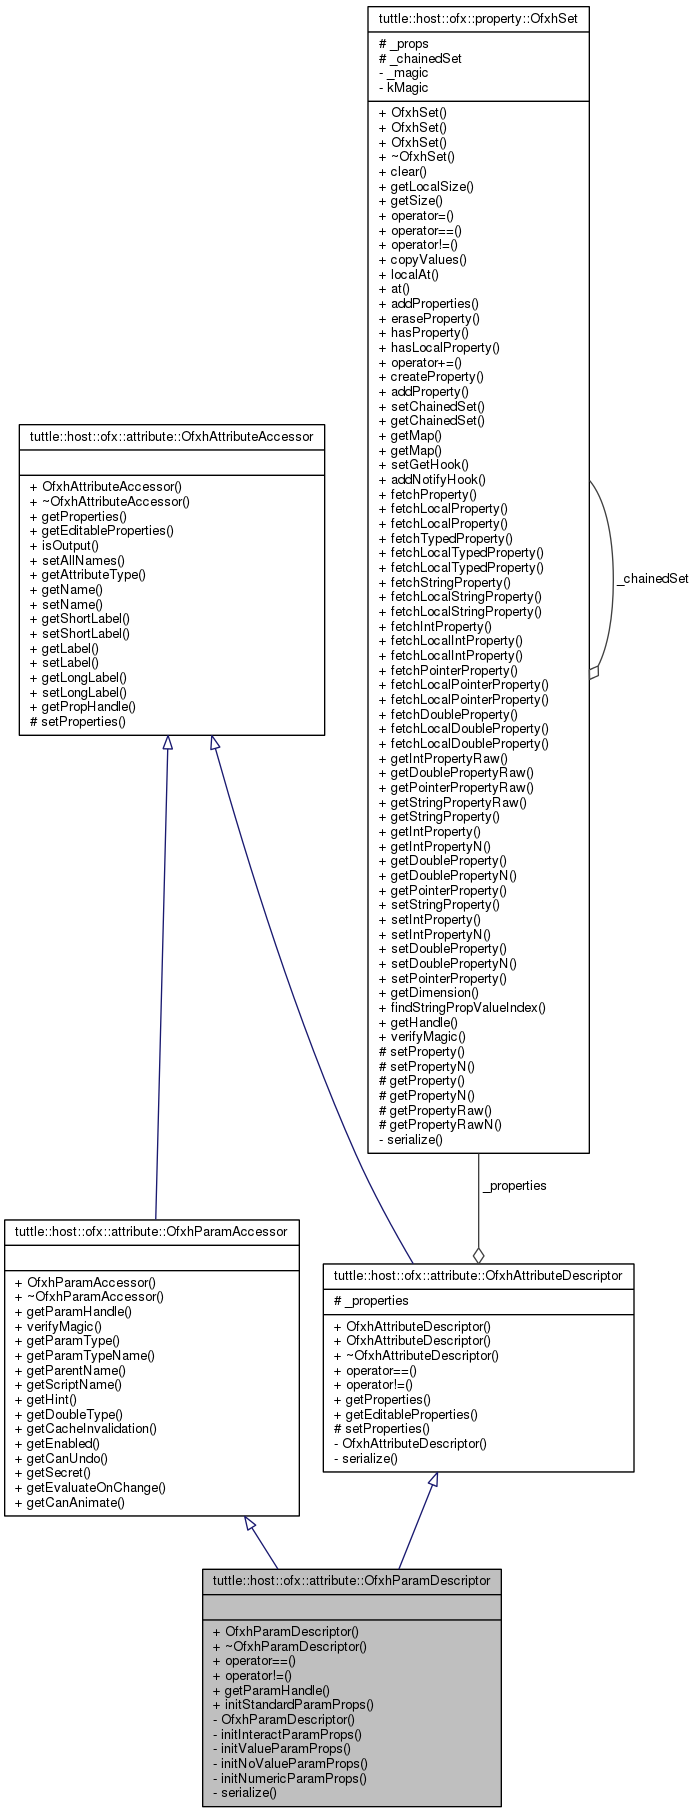 tuttle::host::ofx::property::OfxhSet
# _props
# _chainedSet
- _magic
- kMagic
+ OfxhSet()
+ OfxhSet()
+ OfxhSet()
+ ~OfxhSet()
+ clear()
+ getLocalSize()
+ getSize()
+ operator=()
+ operator==()
+ operator!=()
+ copyValues()
+ localAt()
+ at()
+ addProperties()
+ eraseProperty()
+ hasProperty()
+ hasLocalProperty()
+ operator+=()
+ createProperty()
+ addProperty()
+ setChainedSet()
+ getChainedSet()
+ getMap()
+ getMap()
+ setGetHook()
+ addNotifyHook()
+ fetchProperty()
+ fetchLocalProperty()
+ fetchLocalProperty()
+ fetchTypedProperty()
+ fetchLocalTypedProperty()
+ fetchLocalTypedProperty()
+ fetchStringProperty()
+ fetchLocalStringProperty()
+ fetchLocalStringProperty()
+ fetchIntProperty()
+ fetchLocalIntProperty()
+ fetchLocalIntProperty()
+ fetchPointerProperty()
+ fetchLocalPointerProperty()
+ fetchLocalPointerProperty()
+ fetchDoubleProperty()
+ fetchLocalDoubleProperty()
+ fetchLocalDoubleProperty()
+ getIntPropertyRaw()
+ getDoublePropertyRaw()
+ getPointerPropertyRaw()
+ getStringPropertyRaw()
+ getStringProperty()
+ getIntProperty()
+ getIntPropertyN()
+ getDoubleProperty()
+ getDoublePropertyN()
+ getPointerProperty()
+ setStringProperty()
+ setIntProperty()
+ setIntPropertyN()
+ setDoubleProperty()
+ setDoublePropertyN()
+ setPointerProperty()
+ getDimension()
+ findStringPropValueIndex()
+ getHandle()
+ verifyMagic()
# setProperty()
# setPropertyN()
# getProperty()
# getPropertyN()
# getPropertyRaw()
# getPropertyRawN()
- serialize()
_chainedSet
tuttle::host::ofx::attribute::OfxhAttributeAccessor
+ OfxhAttributeAccessor()
+ ~OfxhAttributeAccessor()
+ getProperties()
+ getEditableProperties()
+ isOutput()
+ setAllNames()
+ getAttributeType()
+ getName()
+ setName()
+ getShortLabel()
+ setShortLabel()
+ getLabel()
+ setLabel()
+ getLongLabel()
+ setLongLabel()
+ getPropHandle()
# setProperties()
_properties
tuttle::host::ofx::attribute::OfxhParamAccessor
+ OfxhParamAccessor()
+ ~OfxhParamAccessor()
+ getParamHandle()
+ verifyMagic()
+ getParamType()
+ getParamTypeName()
+ getParentName()
+ getScriptName()
+ getHint()
+ getDoubleType()
+ getCacheInvalidation()
+ getEnabled()
+ getCanUndo()
+ getSecret()
+ getEvaluateOnChange()
+ getCanAnimate()
tuttle::host::ofx::attribute::OfxhAttributeDescriptor
# _properties
+ OfxhAttributeDescriptor()
+ OfxhAttributeDescriptor()
+ ~OfxhAttributeDescriptor()
+ operator==()
+ operator!=()
+ getProperties()
+ getEditableProperties()
# setProperties()
- OfxhAttributeDescriptor()
- serialize()
tuttle::host::ofx::attribute::OfxhParamDescriptor
+ OfxhParamDescriptor()
+ ~OfxhParamDescriptor()
+ operator==()
+ operator!=()
+ getParamHandle()
+ initStandardParamProps()
- OfxhParamDescriptor()
- initInteractParamProps()
- initValueParamProps()
- initNoValueParamProps()
- initNumericParamProps()
- serialize()